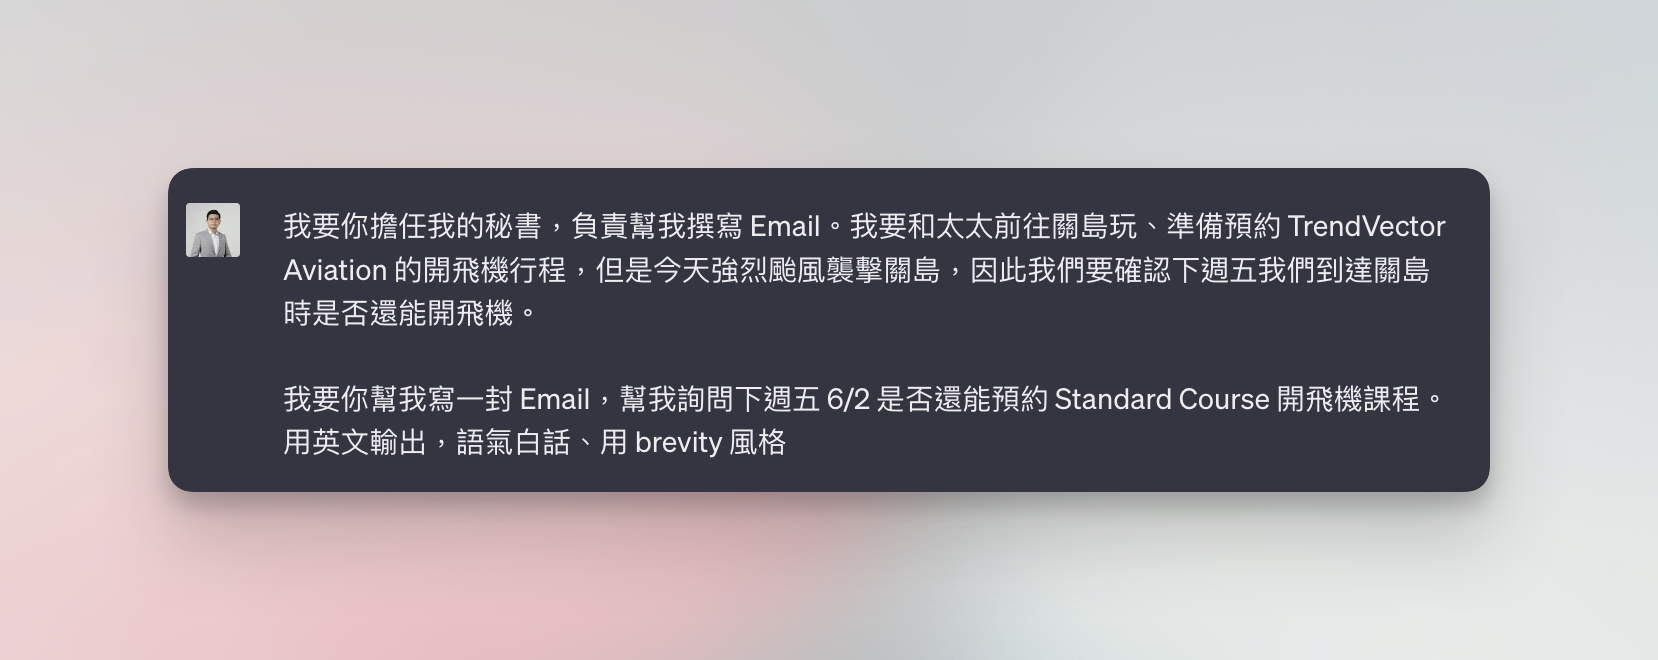 我要你擔任我的秘書，負責幫我撰寫 Email。我要和太太前往關島玩、準備預約 TrendVector
Aviation 的開飛機行程，但是今天強烈颱風襲擊關島，因此我們要確認下週五我們到達關島
時是否還能開飛機。
我要你幫我寫一封 Email，幫我詢問下週五 6/2 是否還能預約 Standard Course 開飛機課程。
用英文輸出，語氣白話、用 brevity 風格